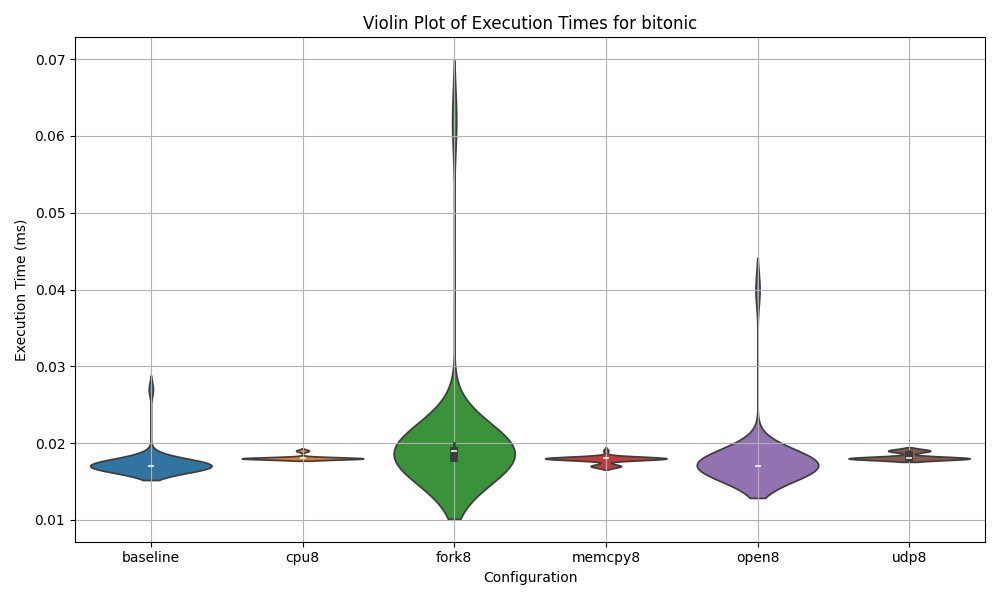 Violin Plot of Execution Times for bitonic
0.07
0.06
0.05
0.04
0.03
0.02
0.01
Execution Time (ms)
baseline cpu8 fork8 memcpy8 open8 udp8
Configuration